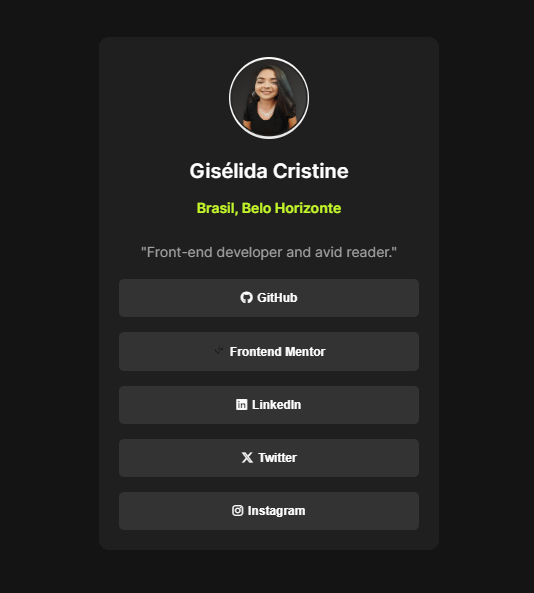 Gisélida Cristine
Brasil, Belo Horizonte
"Front-end developer and avid reader."
GitHub
Frontend Mentor
LinkedIn
Twitter
Instagram